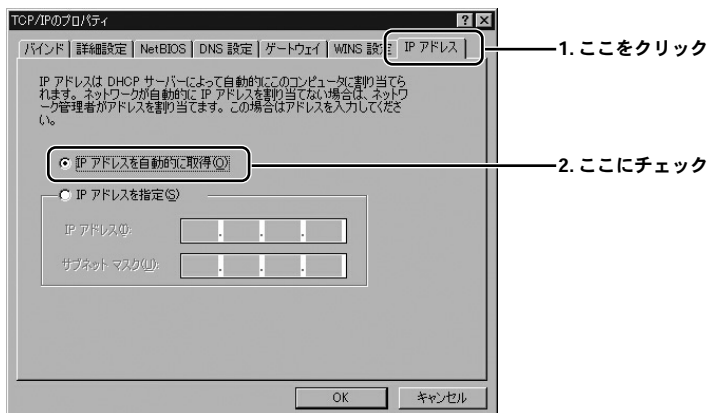 TCP/IPのプロパティ
バインド 詳細設定 NetBIOS DNS 設定 ゲートウェイ WINS 設定 IP アドレス
1. ここをクリック
IP アドレスは DHCP サーバーによって自動的にこのコンピュータに割り当てら
れます。ネットワークが自動的に IP アドレスを割り当てない場合は、ネットワ
ーク管理者がアドレスを割り当てます。この場合はアドレスを入力してくださ
い。
IP アドレスを自動的に取得(O)
2. ここにチェック
IP アドレスを指定(S)
IP アドレス(I):
サブネット マスク(U):
OK キャンセル